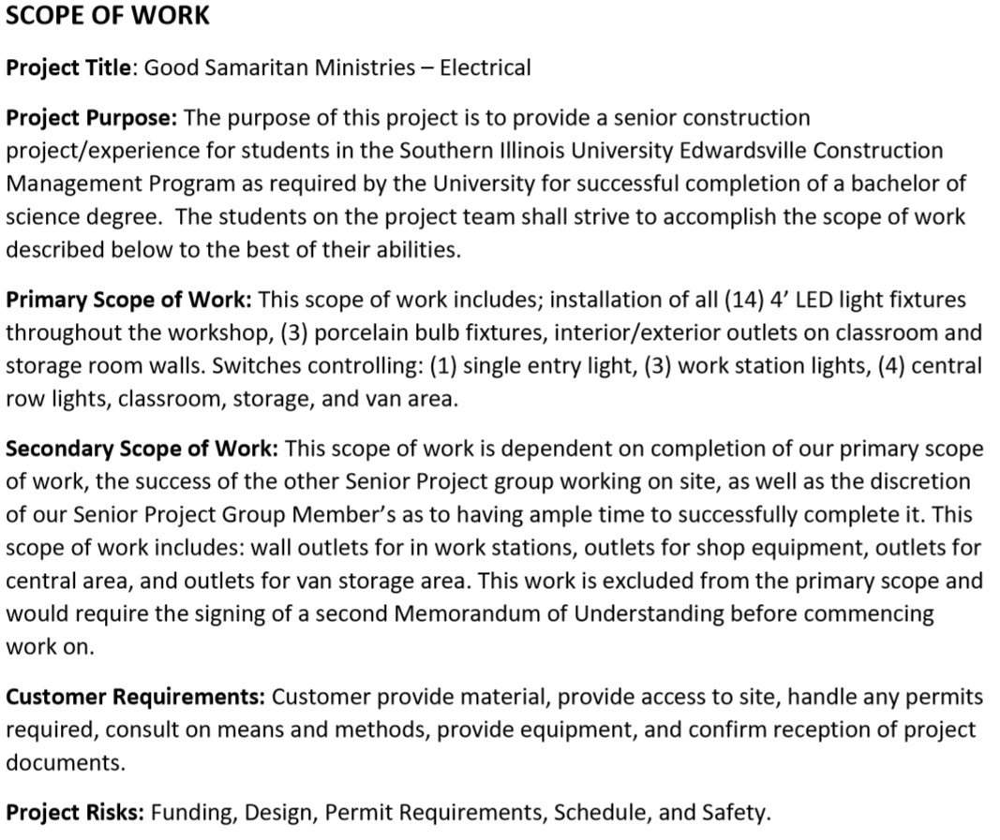 SCOPE OF WORK
Project Title: Good Samaritan Ministries – Electrical
Project Purpose: The purpose of this project is to provide a senior construction
project/experience for students in the Southern Illinois University Edwardsville Construction
Management Program as required by the University for successful completion of a bachelor of
science degree.  The students on the project team shall strive to accomplish the scope of work
described below to the best of their abilities.
Primary Scope of Work: This scope of work includes; installation of all (14) 4’ LED light fixtures
throughout the workshop, (3) porcelain bulb fixtures, interior/exterior outlets on classroom and
storage room walls. Switches controlling: (1) single entry light, (3) work station lights, (4) central
row lights, classroom, storage, and van area.
Secondary Scope of Work: This scope of work is dependent on completion of our primary scope
of work, the success of the other Senior Project group working on site, as well as the discretion
of our Senior Project Group Member’s as to having ample time to successfully complete it. This
scope of work includes: wall outlets for in work stations, outlets for shop equipment, outlets for
central area, and outlets for van storage area. This work is excluded from the primary scope and
would require the signing of a second Memorandum of Understanding before commencing
work on.
Customer Requirements: Customer provide material, provide access to site, handle any permits
required, consult on means and methods, provide equipment, and confirm reception of project
documents.
Project Risks: Funding, Design, Permit Requirements, Schedule, and Safety.